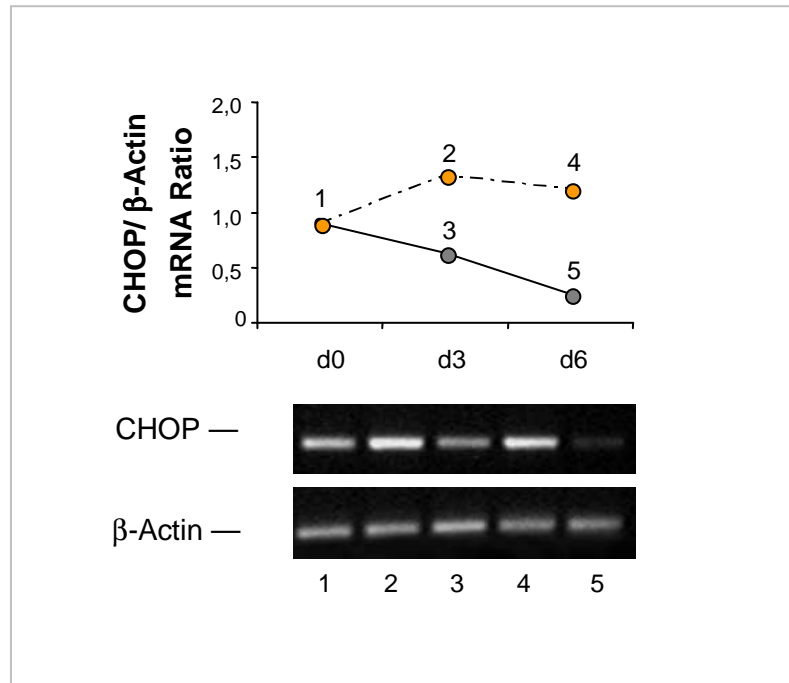 CHOP/ β-Actin
mRNA Ratio
2,0
1,5
1,0
0,5
0
1
2
3
4
5
d0 d3 d6
CHOP —
β-Actin —
1 2 3 4 5